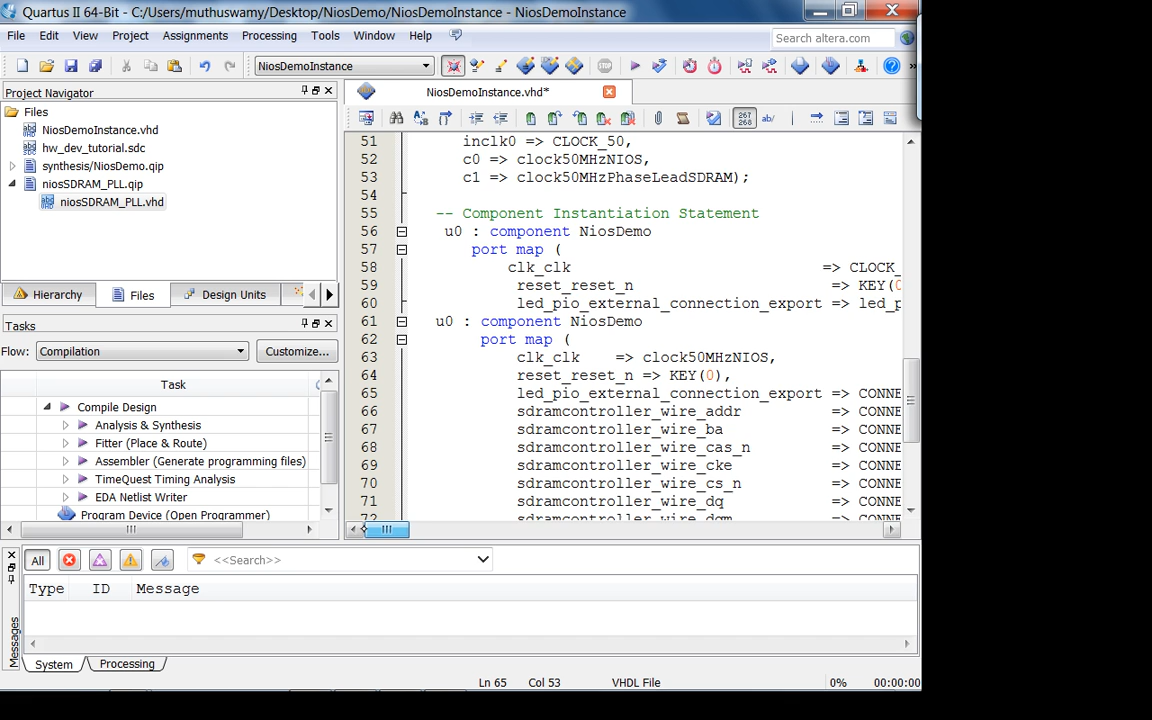 Quartus II 64-Bit - C:/Users/muthuswamy/Desktop/NiosDemo/NiosDemoInstance - NiosDemoInstance
File Edit View Project Assignments Processing Tools Window Help
Search altera.com
NiosDemoInstance
Project Navigator
NiosDemoInstance.vhd*
Files
NiosDemoInstance.vhd
hw_dev_tutorial.sdc
synthesis/NiosDemo.qip
niosSDRAM_PLL.qip
niosSDRAM_PLL.vhd
Hierarchy Files Design Units
Tasks
Flow: Compilation Customize...
Task
Compile Design
Analysis & Synthesis
Fitter (Place & Route)
Assembler (Generate programming files)
TimeQuest Timing Analysis
EDA Netlist Writer
Program Device (Open Programmer)
267 268 ab/
51 inclk0 => CLOCK_50,
52 c0 => clock50MHzNIOS,
53 c1 => clock50MHzPhaseLeadSDRAM);
54
55 -- Component Instantiation Statement
56 u0 : component NiosDemo
57 port map (
58 clk_clk => CLOCK_
59 reset_reset_n => KEY(0
60 led_pio_external_connection_export => led_p
61 u0 : component NiosDemo
62 port map (
63 clk_clk => clock50MHzNIOS,
64 reset_reset_n => KEY(0),
65 led_pio_external_connection_export => CONNE
66 sdramcontroller_wire_addr => CONNE
67 sdramcontroller_wire_ba => CONNE
68 sdramcontroller_wire_cas_n => CONNE
69 sdramcontroller_wire_cke => CONNE
70 sdramcontroller_wire_cs_n => CONNE
71 sdramcontroller_wire_dq => CONNE
72 sdramcontroller_wire_dqm => CONNE
All <<Search>>
Type ID Message
Messages
System Processing
Ln 65 Col 53 VHDL File 0% 00:00:00